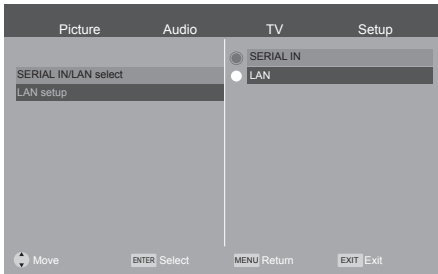 Picture Audio TV Setup
SERIAL IN
SERIAL IN/LAN select
LAN
LAN setup
Move ENTER Select MENU Return EXIT Exit